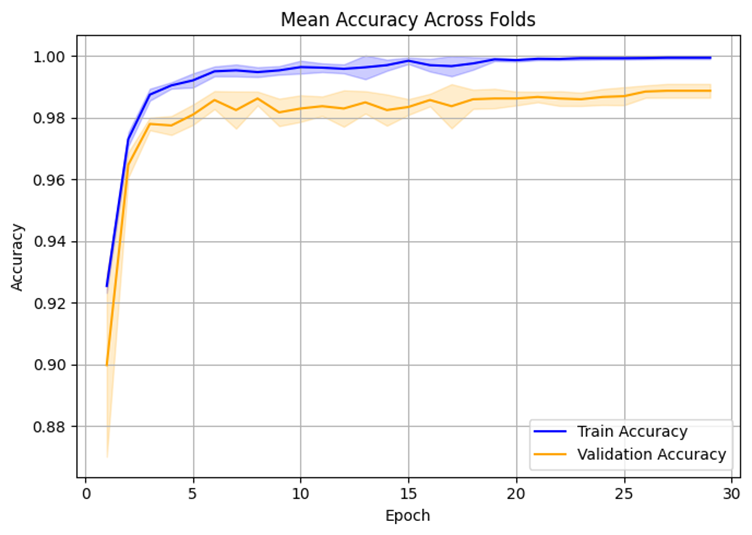 Mean Accuracy Across Folds
1.00
0.98
0.96
0.94
0.92
0.90
0.88
Accuracy
0 5 10 15 20 25 30
Epoch
Train Accuracy
Validation Accuracy